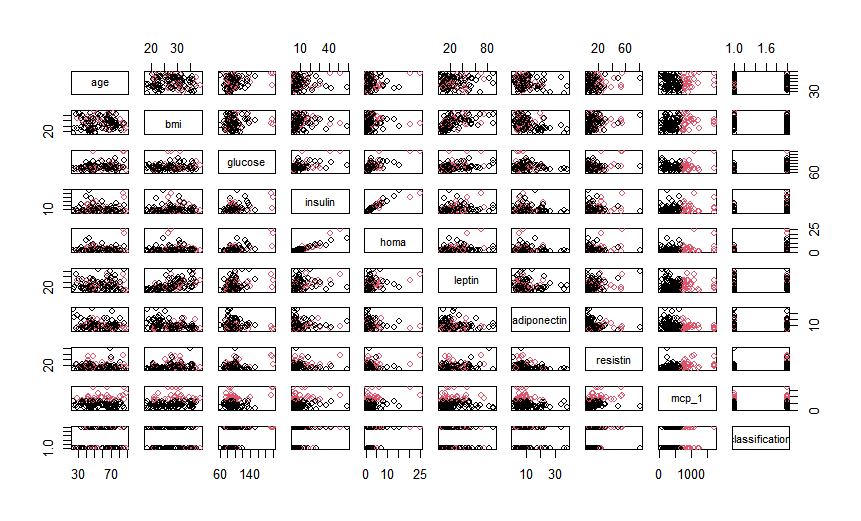 20 30 10 40 20 80 20 60 1.0 1.6
age 30
20 bmi
glucose 60
10 insulin
homa 0 25
20 leptin
adiponectin 10
20 resistin
mcp_1 0
1.0 classification
30 70 60 140 0 10 25 10 30 0 1000